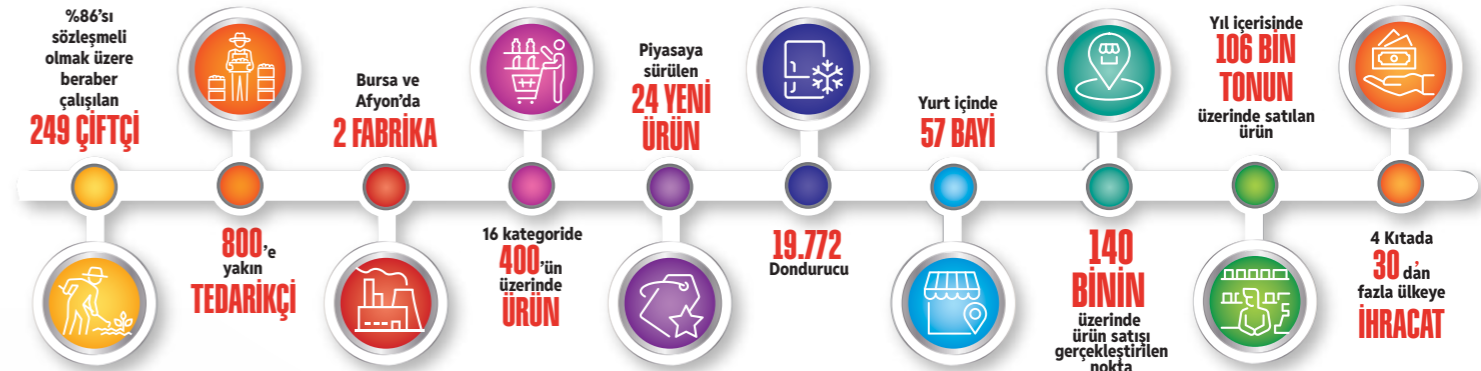 %86'sı
sözleşmeli
olmak üzere
beraber
çalışılan
249 ÇİFTÇİ
800'e
yakın
TEDARİKÇİ
Bursa ve
Afyon'da
2 FABRİKA
16 kategoride
400'ün
üzerinde
ÜRÜN
Piyasaya
sürülen
24 YENİ
ÜRÜN
19.772
Dondurucu
Yurt içinde
57 BAYİ
140
BİNİN
üzerinde
ürün satışı
gerçekleştirilen
nokta
Yıl içerisinde
106 BİN
TONUN
üzerinde satılan
ürün
4 Kıtada
30 dan'
fazla ülkeye
İHRACAT